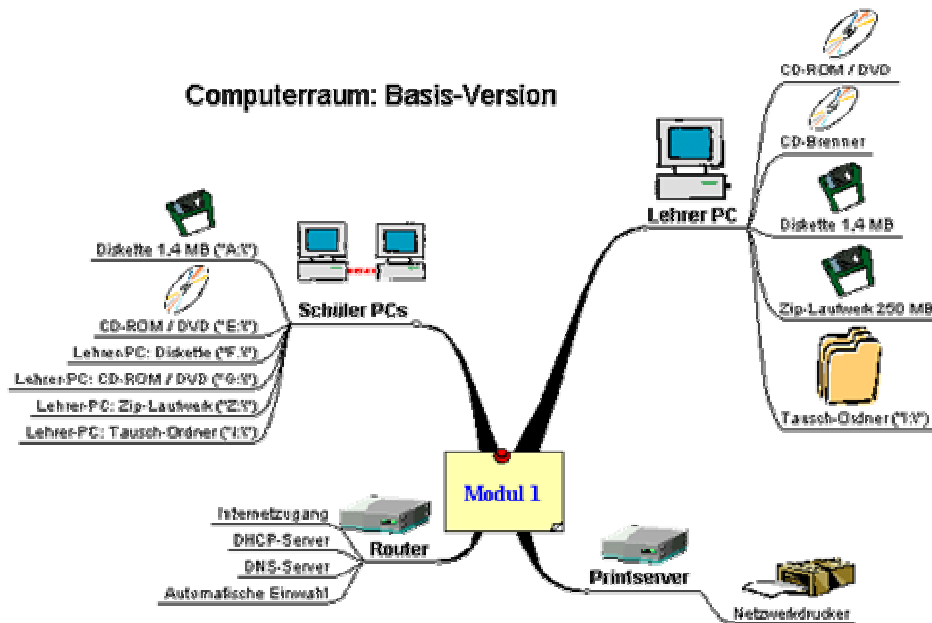 Computerraum: Basis-Version
CD-ROM / DVD
CD-Brenner
Lehrer PC
Diskette 1,4 MB
Zip-Laufwerk 250 MB
Tausch-Ordner ("I:\")
Diskette 1,4 MB ("A:\")
Schüler PCs
CD-ROM / DVD ("E:\")
Lehrer-PC: Diskette ("F:\")
Lehrer-PC: CD-ROM / DVD ("G:\")
Lehrer-PC: Zip-Laufwerk ("Z:\")
Lehrer-PC: Tausch-Ordner ("I:\")
Modul 1
Internetzugang
Router
DHCP-Server
DNS-Server
Automatische Einwahl
Printserver
Netzwerkdrucker